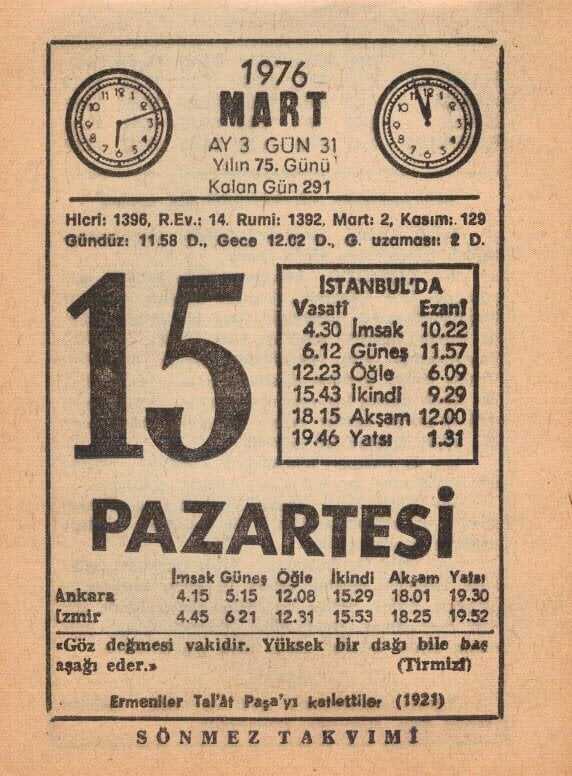 1976
MART
AY 3 GÜN 31
Yılın 75. Günü
Kalan Gün 291
Hicri: 1396, R.Ev.: 14. Rumi: 1392, Mart: 2, Kasım: 129
Gündüz: 11.58 D., Gece 12.02 D., G. uzaması: 2 D.
15
İSTANBUL'DA
Vasatî Ezanî
4.30 İmsak 10.22
6.12 Güneş 11.57
12.23 Öğle 6.09
15.43 İkindi 9.29
18.15 Akşam 12.00
19.46 Yatsı 1.31
PAZARTESİ
İmsak Güneş Öğle İkindi Akşam Yatsı
Ankara 4.15 5.15 12.08 15.29 18.01 19.30
İzmir 4.45 6 21 12.31 15.53 18.25 19.52
«Göz değmesi vakidir. Yüksek bir dağı bile baş
aşağı eder.» (Tirmizî)
Ermeniler Tal'ât Paşa'yı katlettiler (1921)
SÖNMEZ TAKVİMİ